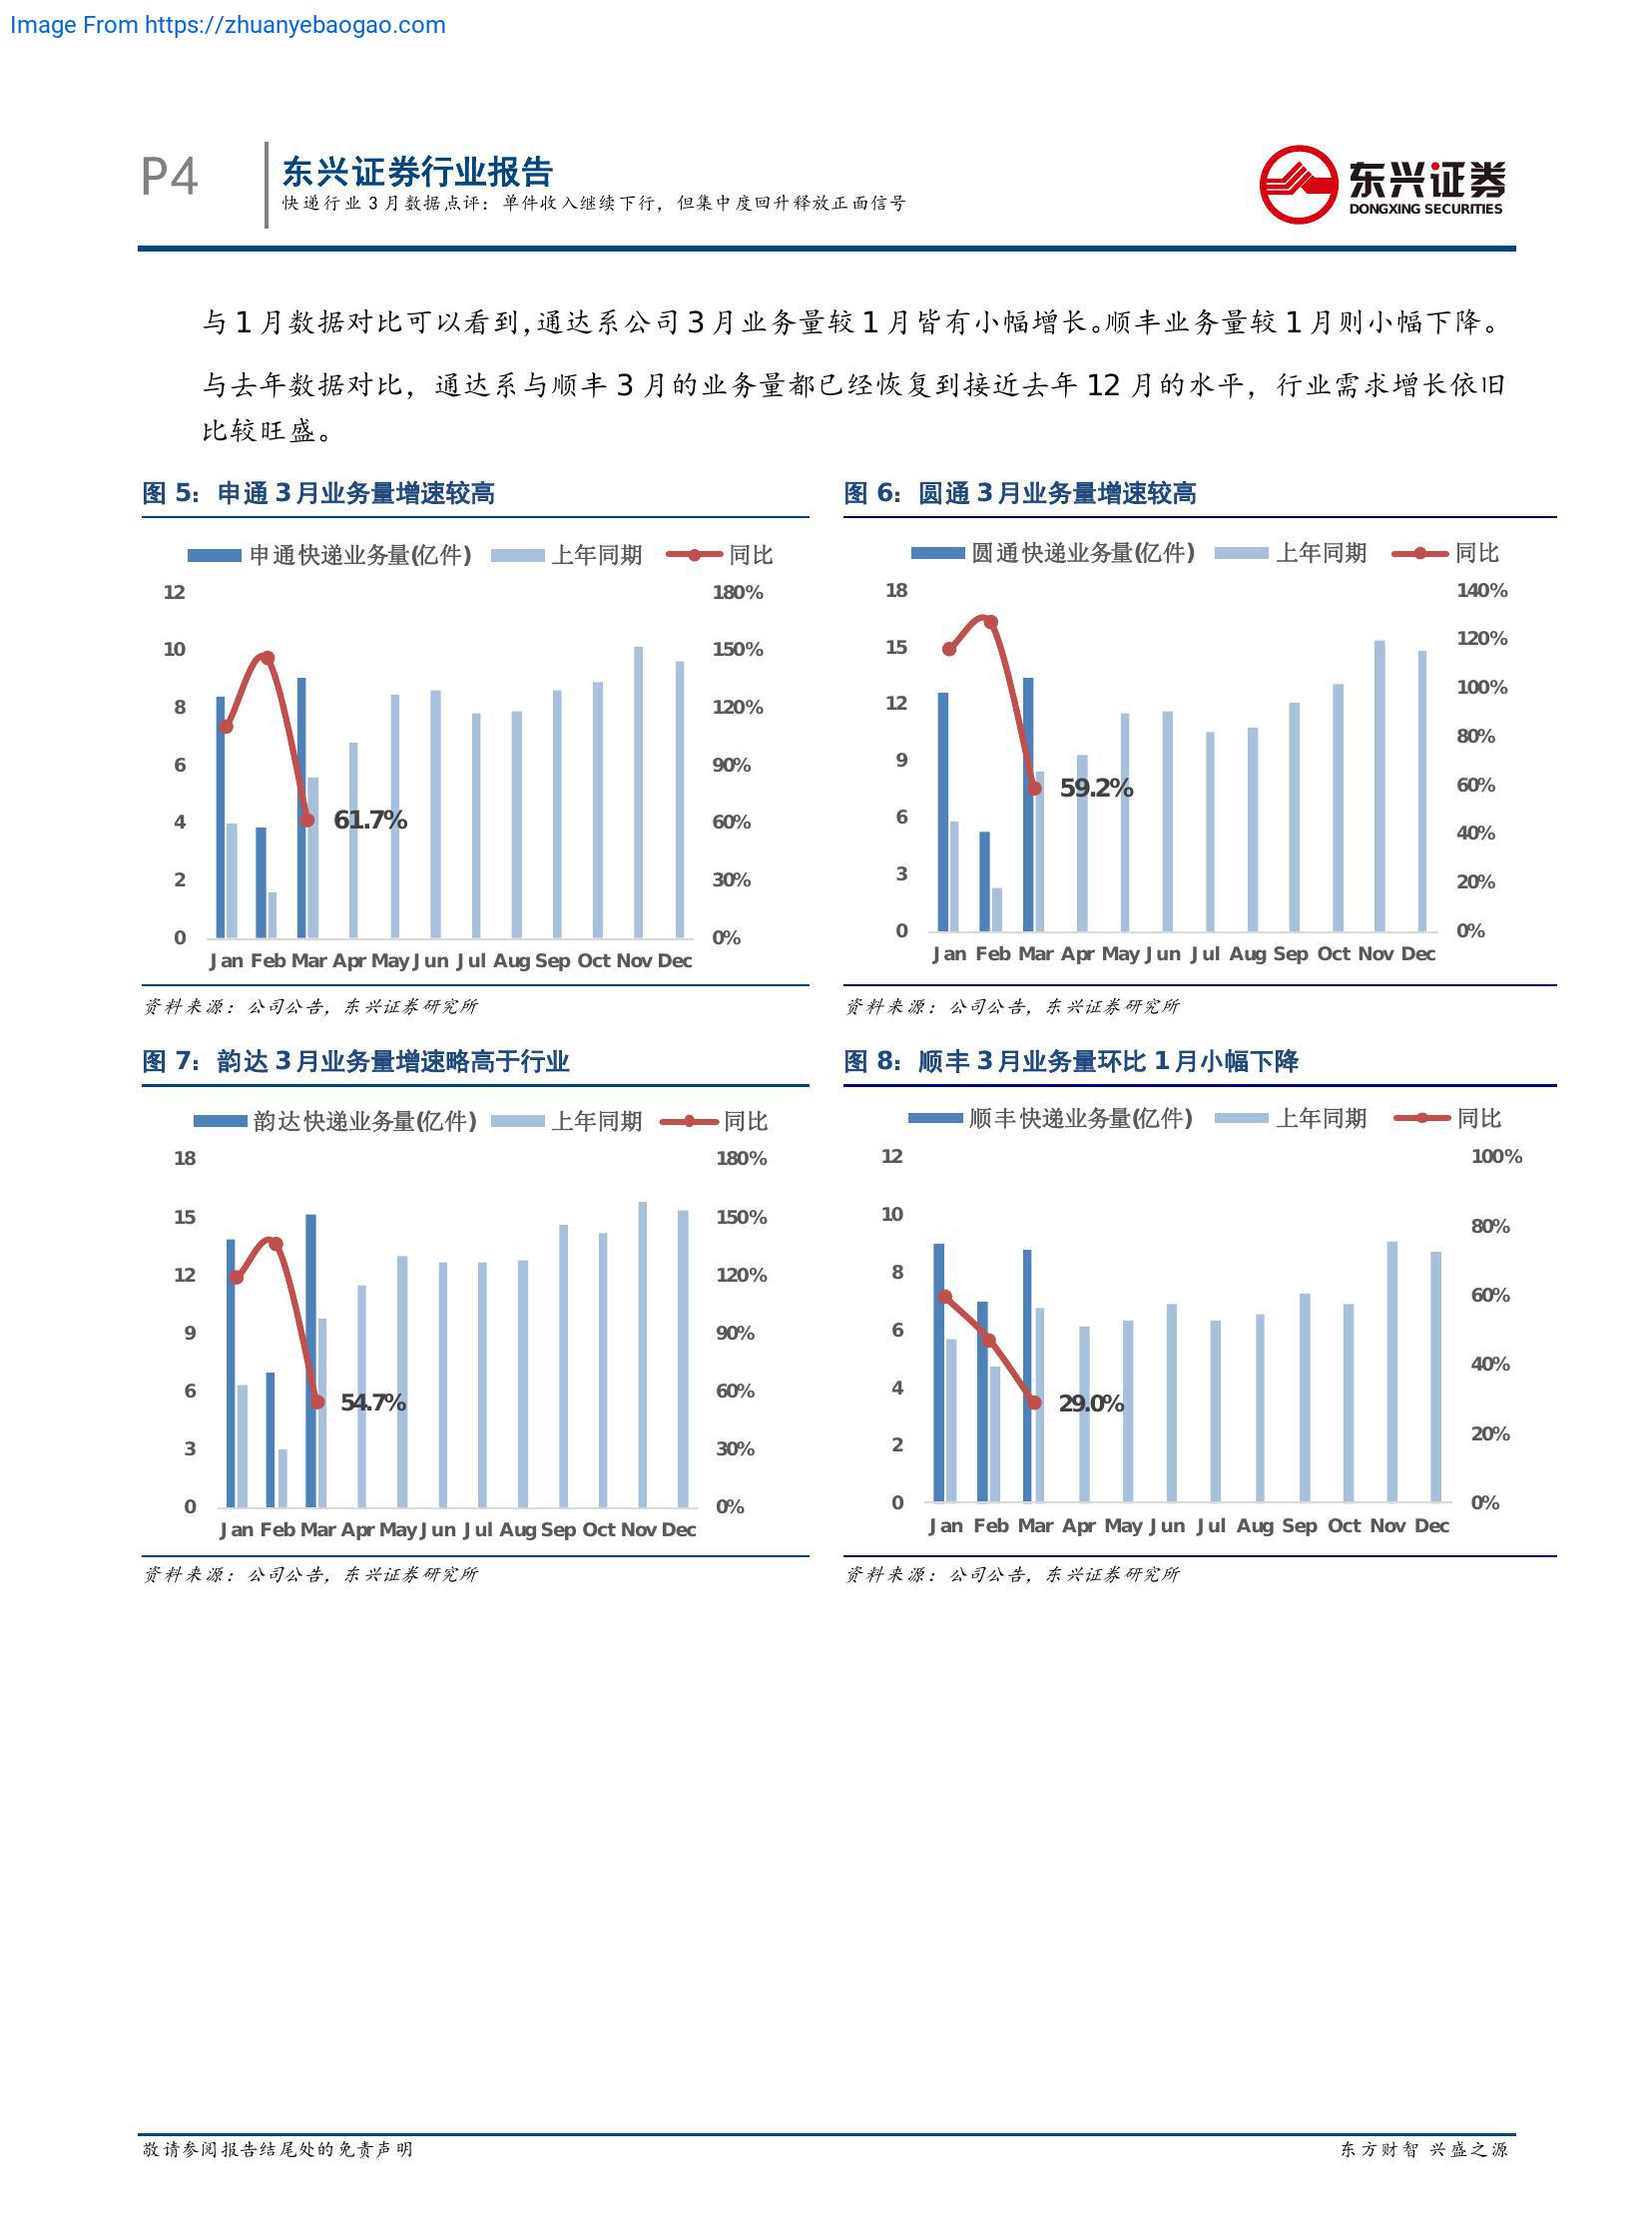 Image From https://zhuanyebaogao.com
P4
东兴证券行业报告
快递行业 3 月数据点评：单件收入继续下行，但集中度回升释放正面信号
东兴证券
DONGXING SECURITIES
与 1 月数据对比可以看到，通达系公司 3 月业务量较 1 月皆有小幅增长。顺丰业务量较 1 月则小幅下降。
与去年数据对比，通达系与顺丰 3 月的业务量都已经恢复到接近去年 12 月的水平，行业需求增长依旧
比较旺盛。
图 5：申通 3 月业务量增速较高
申通快递业务量(亿件) 上年同期 同比
12 180%
10 150%
8 120%
6 90%
4 60%
2 30%
0 0%
61.7%
Jan Feb Mar Apr May Jun Jul Aug Sep Oct Nov Dec
资料来源：公司公告，东兴证券研究所
图 6：圆通 3 月业务量增速较高
圆通快递业务量(亿件) 上年同期 同比
18 140%
15 120%
12 100%
9 80%
6 60%
3 40%
0 20%
0%
59.2%
Jan Feb Mar Apr May Jun Jul Aug Sep Oct Nov Dec
资料来源：公司公告，东兴证券研究所
图 7：韵达 3 月业务量增速略高于行业
韵达快递业务量(亿件) 上年同期 同比
18 180%
15 150%
12 120%
9 90%
6 60%
3 30%
0 0%
54.7%
Jan Feb Mar Apr May Jun Jul Aug Sep Oct Nov Dec
资料来源：公司公告，东兴证券研究所
图 8：顺丰 3 月业务量环比 1 月小幅下降
顺丰快递业务量(亿件) 上年同期 同比
12 100%
10 80%
8 60%
6 40%
4 20%
2 0%
0
29.0%
Jan Feb Mar Apr May Jun Jul Aug Sep Oct Nov Dec
资料来源：公司公告，东兴证券研究所
敬请参阅报告结尾处的免责声明
东方财智 兴盛之源